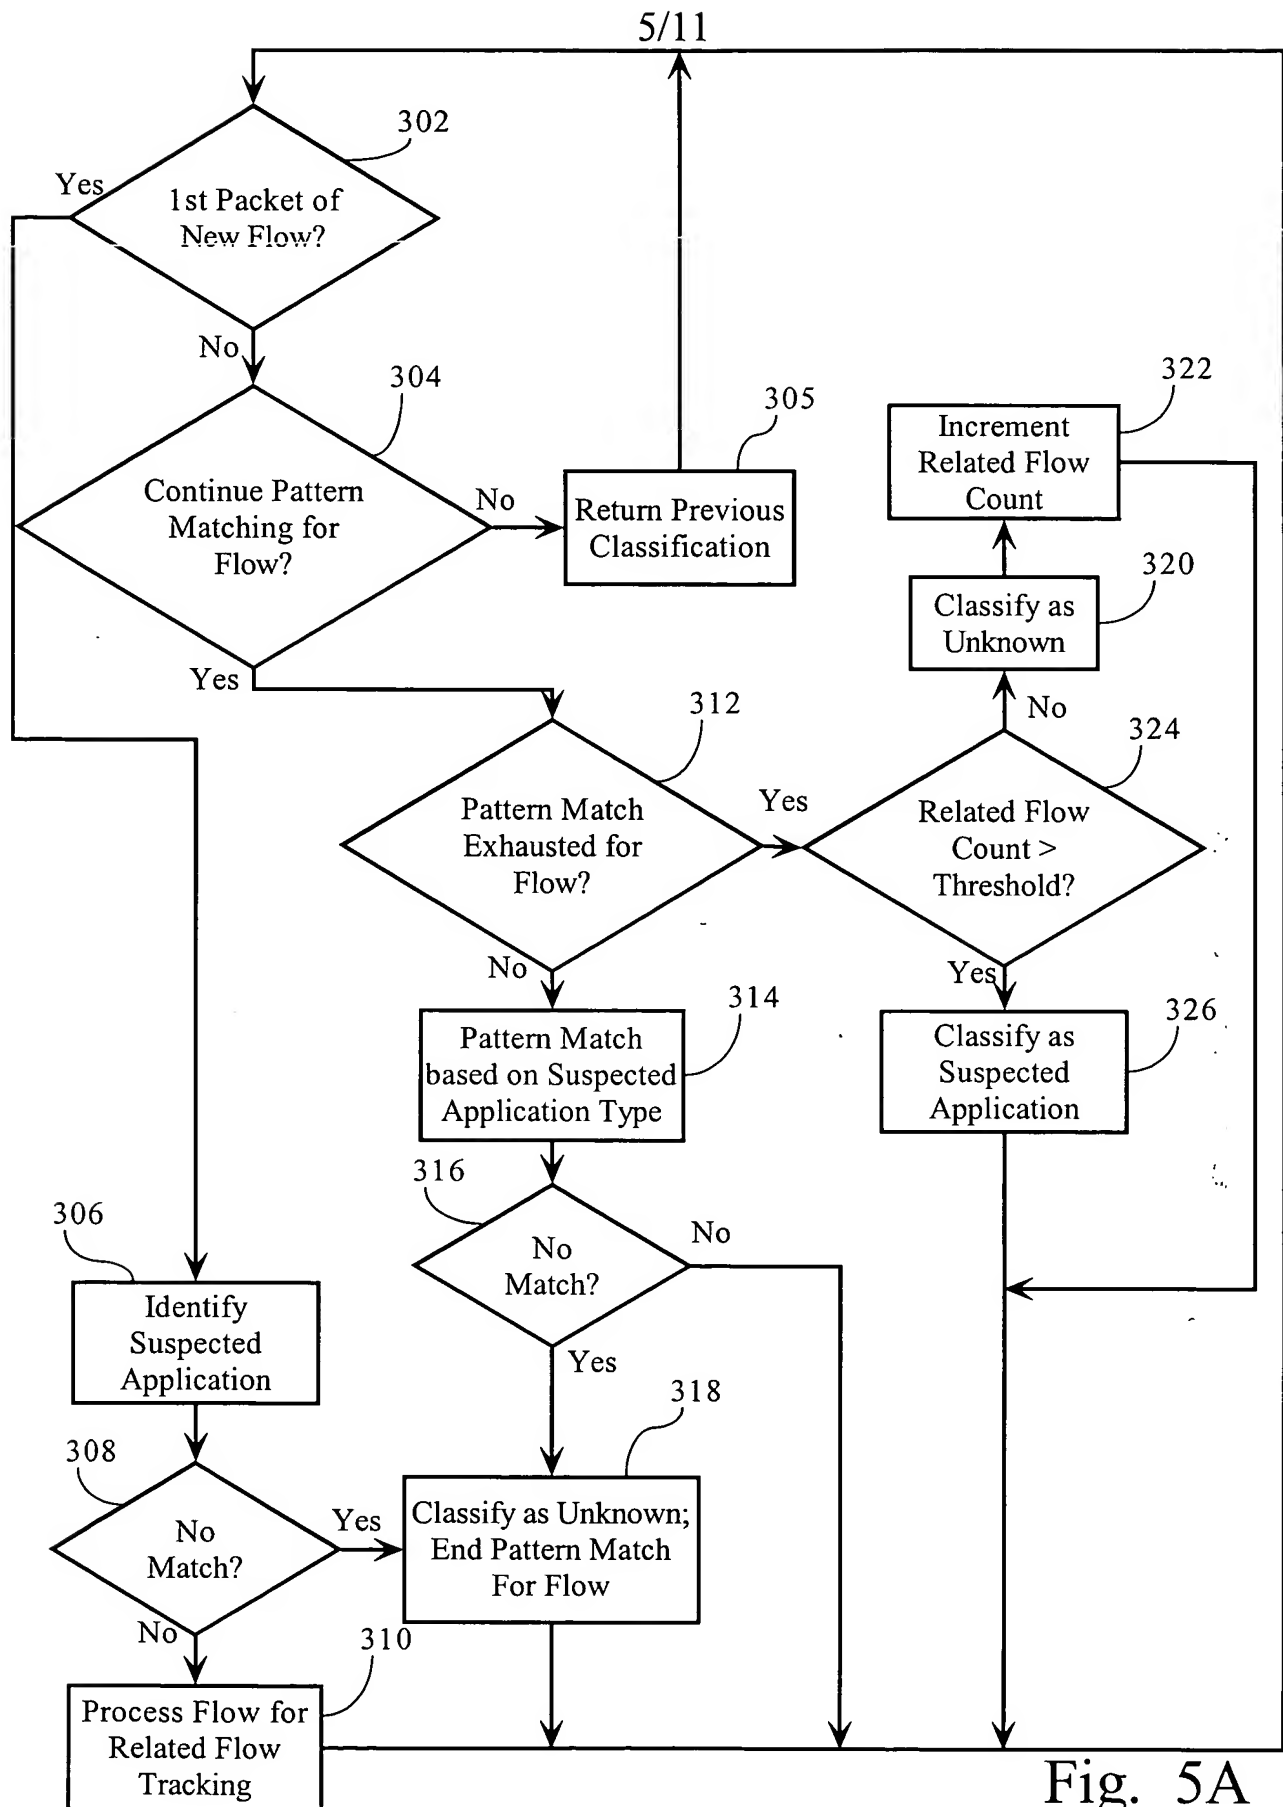 5/11
302
Yes
1st Packet of
New Flow?
No
304
Continue Pattern
Matching for
Flow?
No
305
Return Previous
Classification
322
Increment
Related Flow
Count
320
Classify as
Unknown
No
Yes
312
Pattern Match
Exhausted for
Flow?
Yes
324
Related Flow
Count >
Threshold?
No
Yes
314
Pattern Match
based on Suspected
Application Type
326
Classify as
Suspected
Application
316
No
Match?
No
Yes
306
Identify
Suspected
Application
318
308
No
Match?
Yes
Classify as Unknown;
End Pattern Match
For Flow
No
310
Process Flow for
Related Flow
Tracking
Fig. 5A